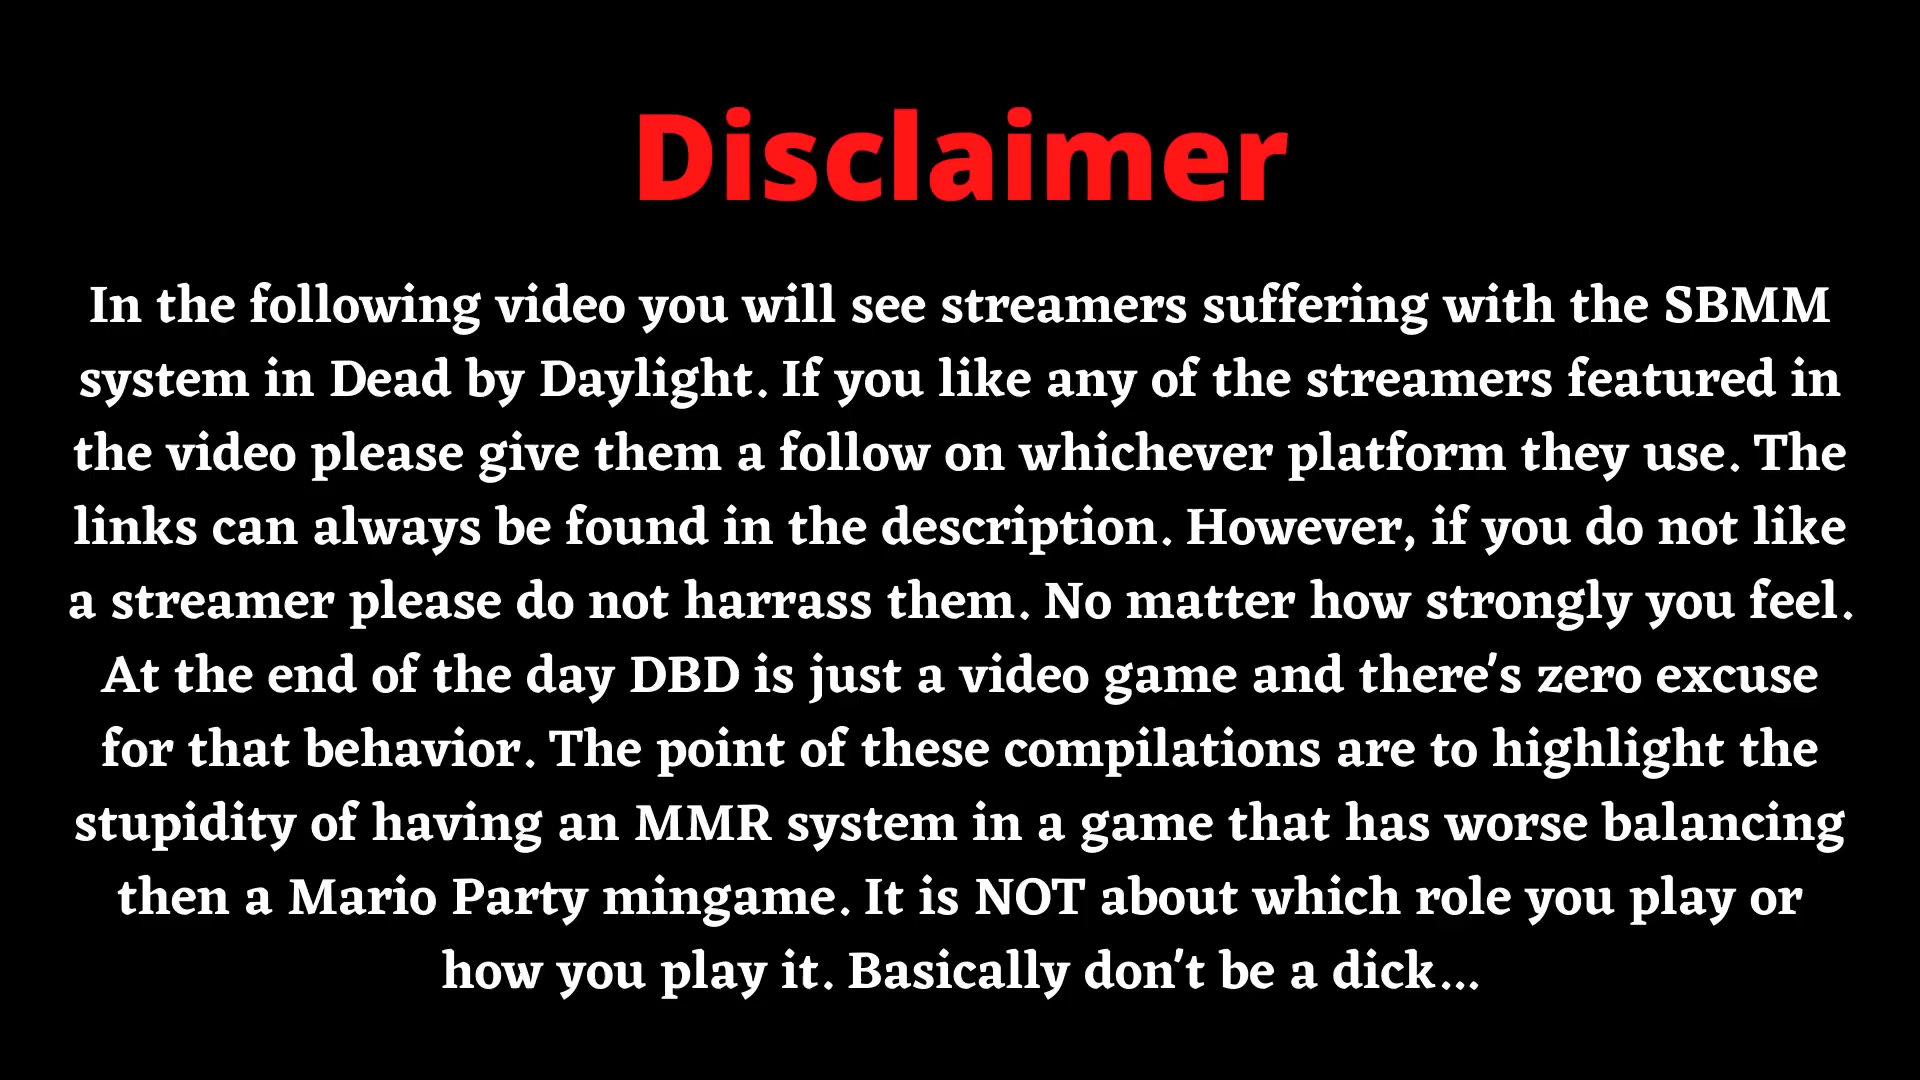 Disclaimer
In the following video you will see streamers suffering with the SBMM
system in Dead by Daylight. If you like any of the streamers featured in
the video please give them a follow on whichever platform they use. The
links can always be found in the description. However, if you do not like
a streamer please do not harrass them. No matter how strongly you feel.
At the end of the day DBD is just a video game and there's zero excuse
for that behavior. The point of these compilations are to highlight the
stupidity of having an MMR system in a game that has worse balancing
then a Mario Party mingame. It is NOT about which role you play or
how you play it. Basically don't be a dick...